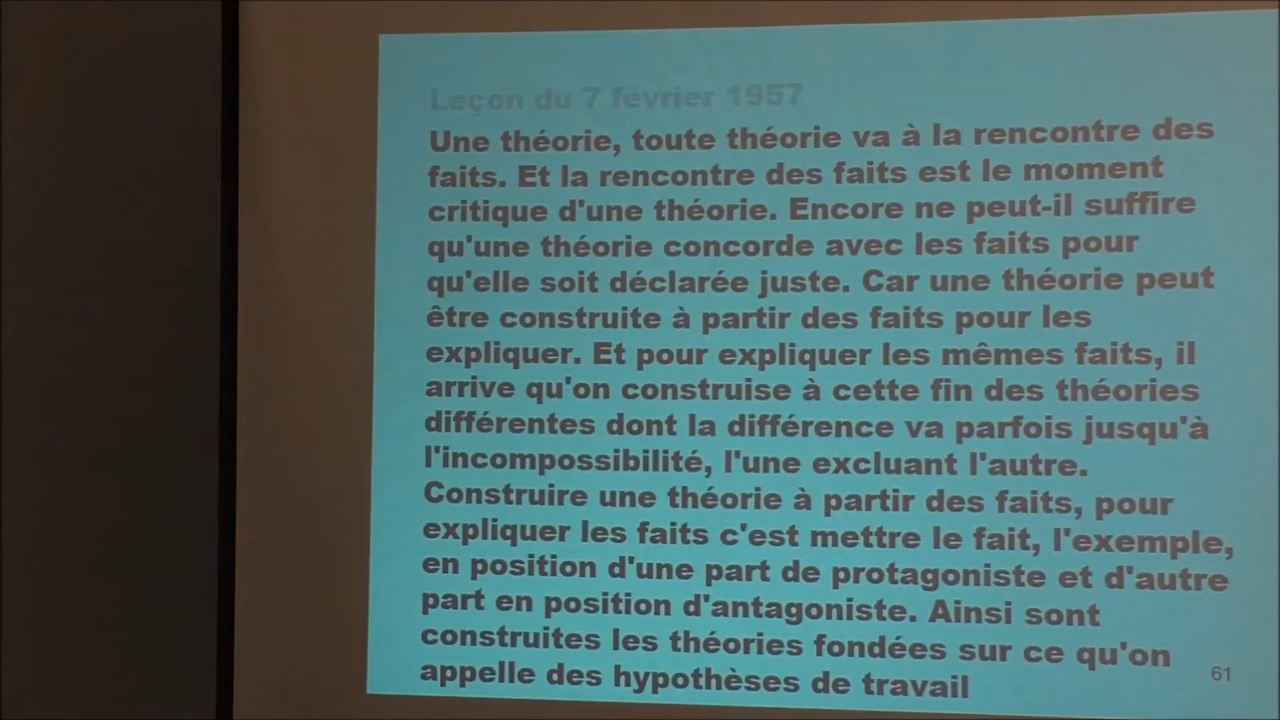 Leçon du 7 février 1957
Une théorie, toute théorie va à la rencontre des
faits. Et la rencontre des faits est le moment
critique d'une théorie. Encore ne peut-il suffire
qu'une théorie concorde avec les faits pour
qu'elle soit déclarée juste. Car une théorie peut
être construite à partir des faits pour les
expliquer. Et pour expliquer les mêmes faits, il
arrive qu'on construise à cette fin des théories
différentes dont la différence va parfois jusqu'à
l'incompossibilité, l'une excluant l'autre.
Construire une théorie à partir des faits, pour
expliquer les faits c'est mettre le fait, l'exemple,
en position d'une part de protagoniste et d'autre
part en position d'antagoniste. Ainsi sont
construites les théories fondées sur ce qu'on
appelle des hypothèses de travail
61